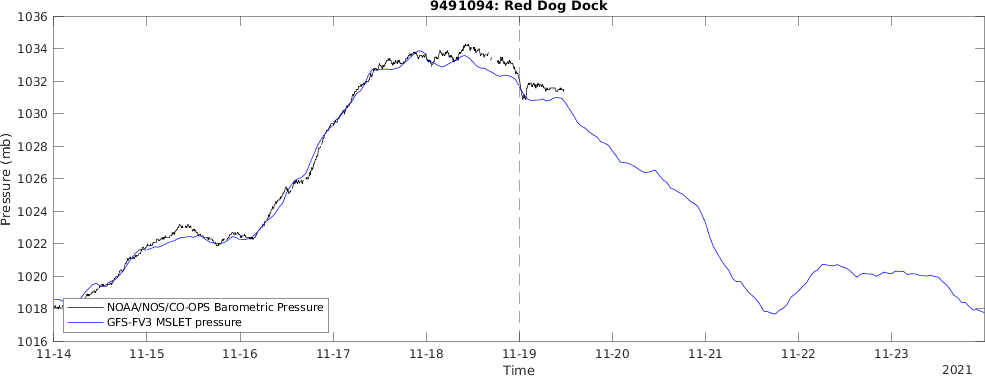 9491094: Red Dog Dock
Pressure (mb)
1036
1034
1032
1030
1028
1026
1024
1022
1020
1018
1016
NOAA/NOS/CO-OPS Barometric Pressure
GFS-FV3 MSLET pressure
11-14 11-15 11-16 11-17 11-18 11-19 11-20 11-21 11-22 11-23
Time
2021